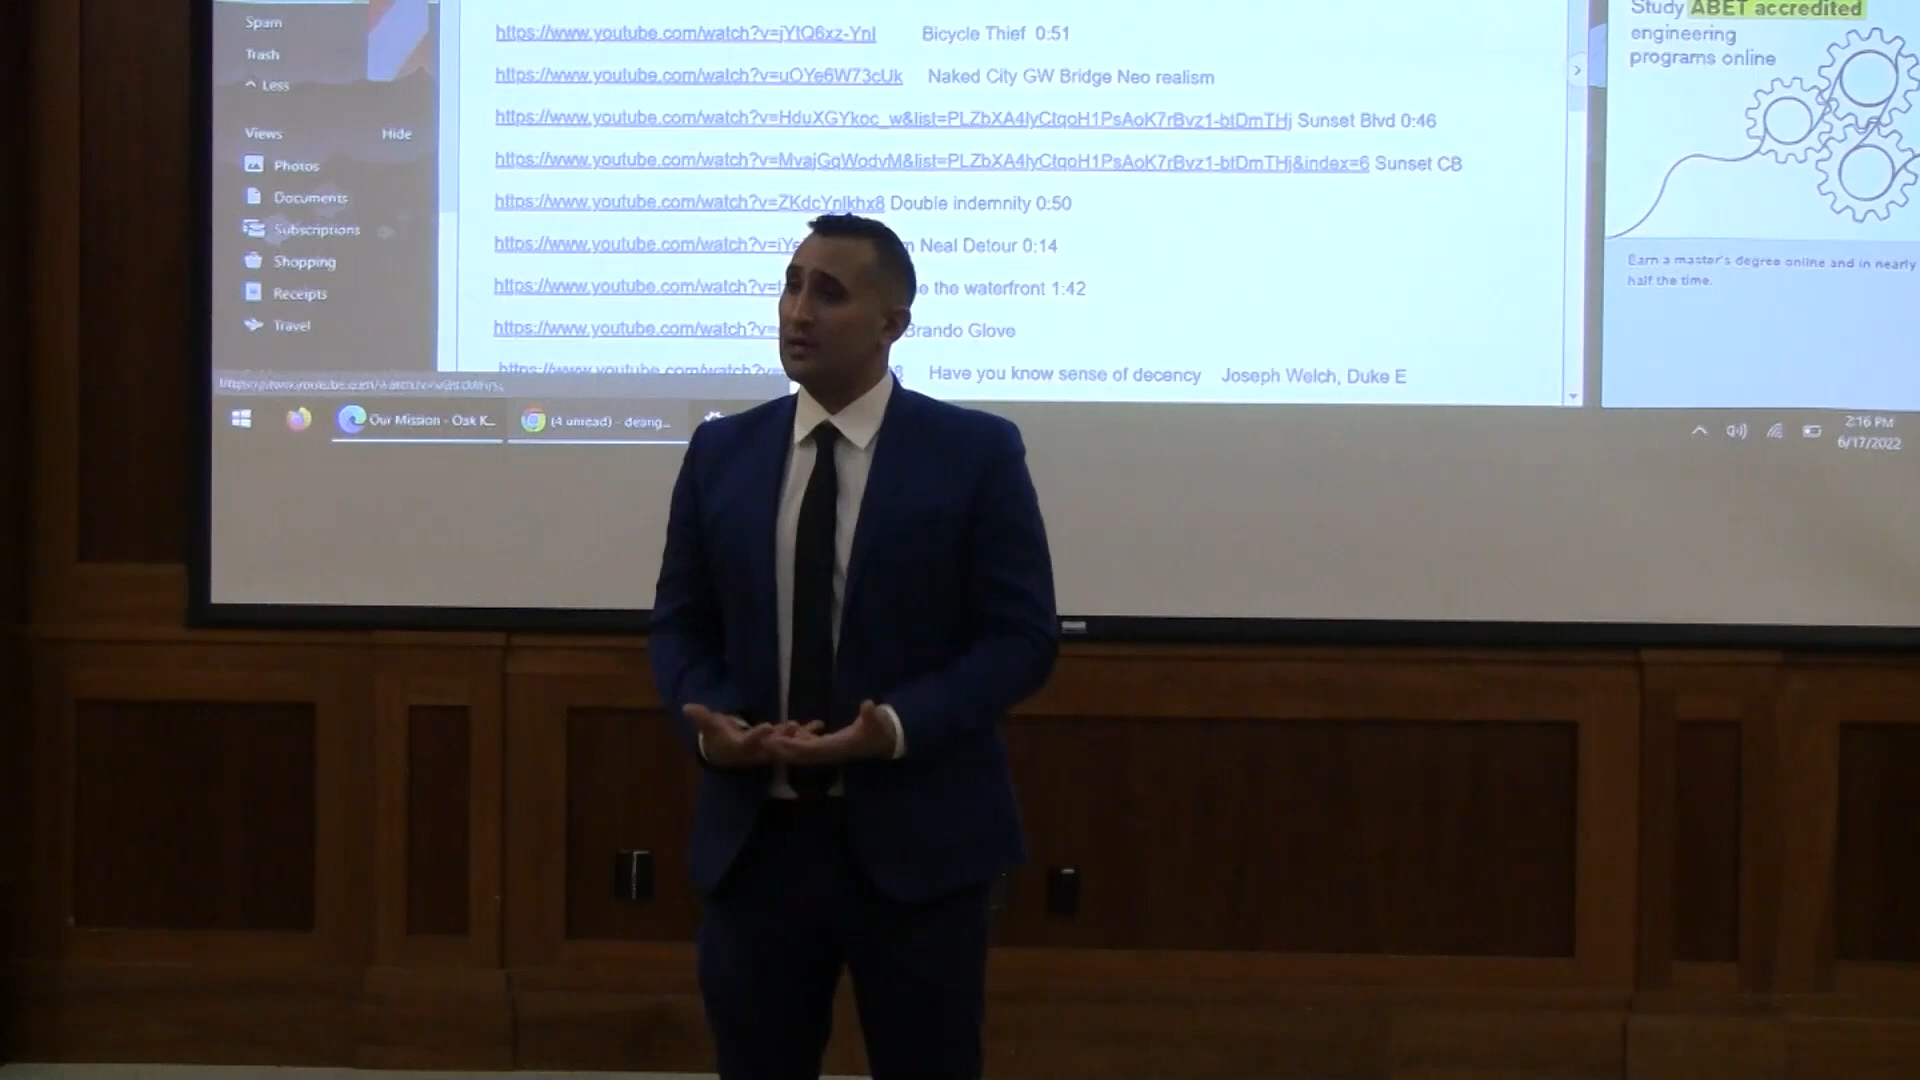 Spam
Trash
Less
Views Hide
Photos
Documents
Subscriptions
Shopping
Receipts
Travel
https://www.youtube.com/watch?v=jYtQ6xz-YnI Bicycle Thief 0:51
https://www.youtube.com/watch?v=uOYe6W73cUk Naked City GW Bridge Neo realism
https://www.youtube.com/watch?v=HduXGYkoc_w&list=PLZbXA4lyCtqoH1PsAoK7rBvz1-btDmTHj Sunset Blvd 0:46
https://www.youtube.com/watch?v=MvajGqWodvM&list=PLZbXA4lyCtqoH1PsAoK7rBvz1-btDmTHj&index=6 Sunset CB
https://www.youtube.com/watch?v=ZKdcYnlkhx8 Double indemnity 0:50
https://www.youtube.com/watch?v= Neal Detour 0:14
https://www.youtube.com/watch?v= the waterfront 1:42
https://www.youtube.com/watch?v= Brando Glove
https://www.youtube.com/watch?v= Have you know sense of decency Joseph Welch, Duke E
Study ABET accredited
engineering
programs online
Earn a master's degree online and in nearly
half the time.
Our Mission - Oak K...
(4 unread) - deang...
2:16 PM
6/17/2022